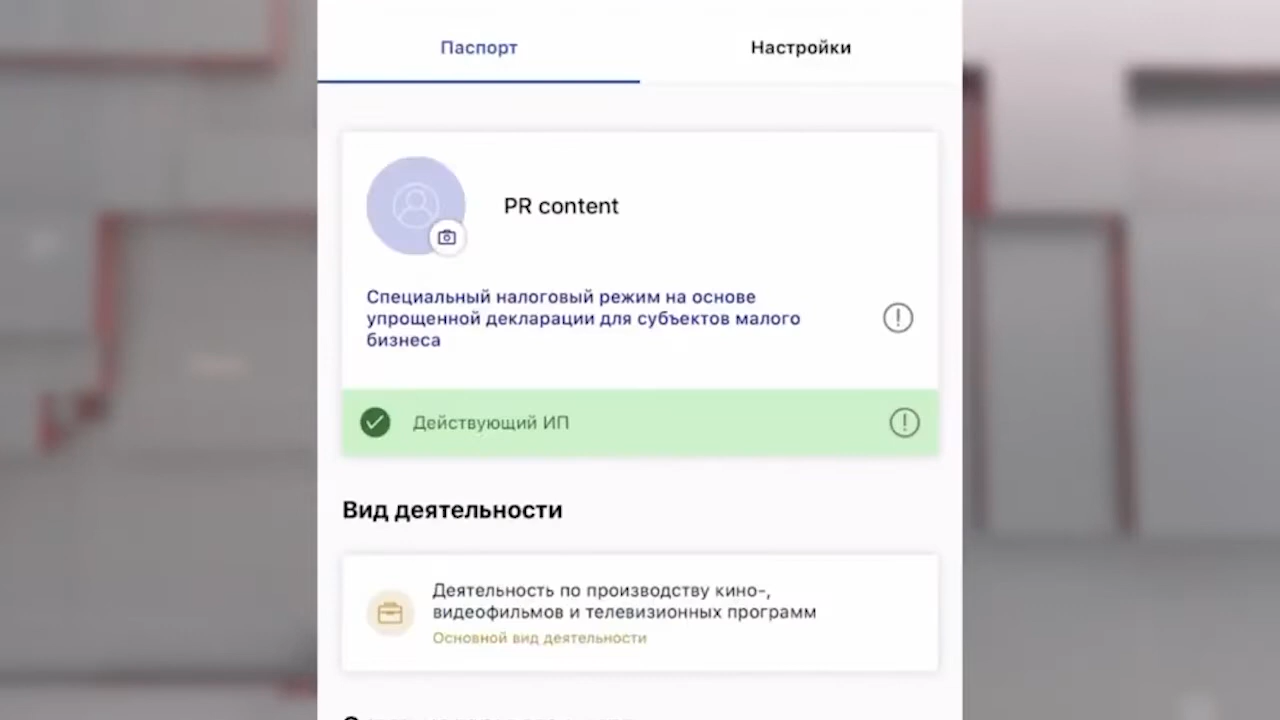 Паспорт
Настройки
PR content
Специальный налоговый режим на основе
упрощенной декларации для субъектов малого
бизнеса
Действующий ИП
Вид деятельности
Деятельность по производству кино-,
видеофильмов и телевизионных программ
Основной вид деятельности